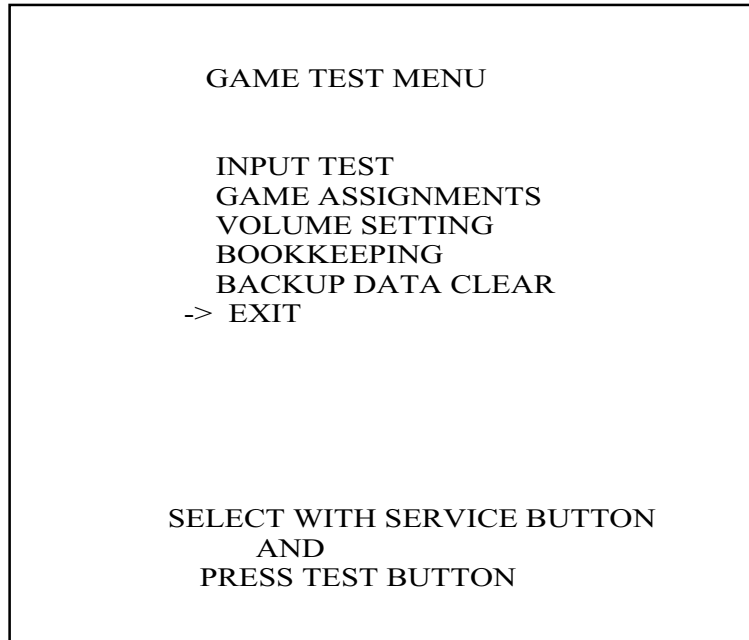 GAME TEST MENU
INPUT TEST
GAME ASSIGNMENTS
VOLUME SETTING
BOOKKEEPING
BACKUP DATA CLEAR
-> EXIT
SELECT WITH SERVICE BUTTON
AND
PRESS TEST BUTTON